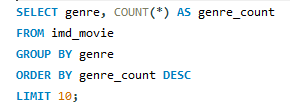 SELECT genre, COUNT(*) AS genre_count
FROM imd_movie
GROUP BY genre
ORDER BY genre_count DESC
LIMIT 10;